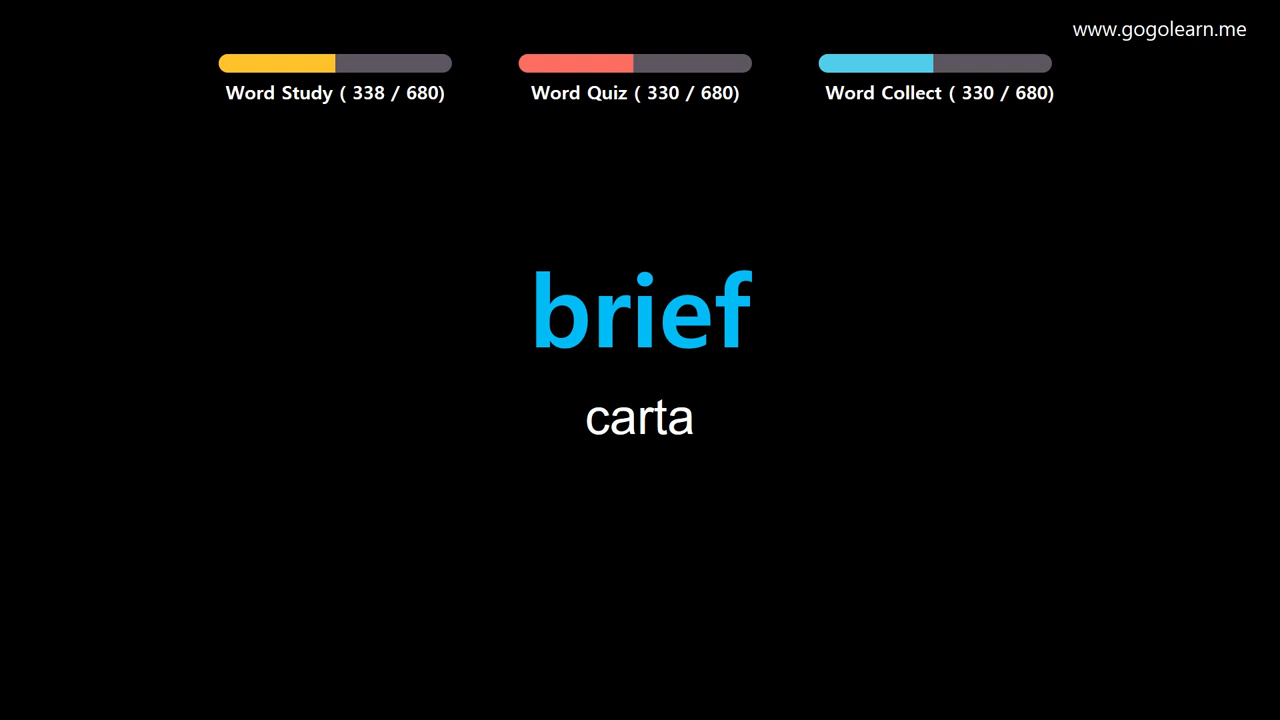 www.gogolearn.me
Word Study ( 338 / 680)
Word Quiz ( 330 / 680)
Word Collect ( 330 / 680)
brief
carta